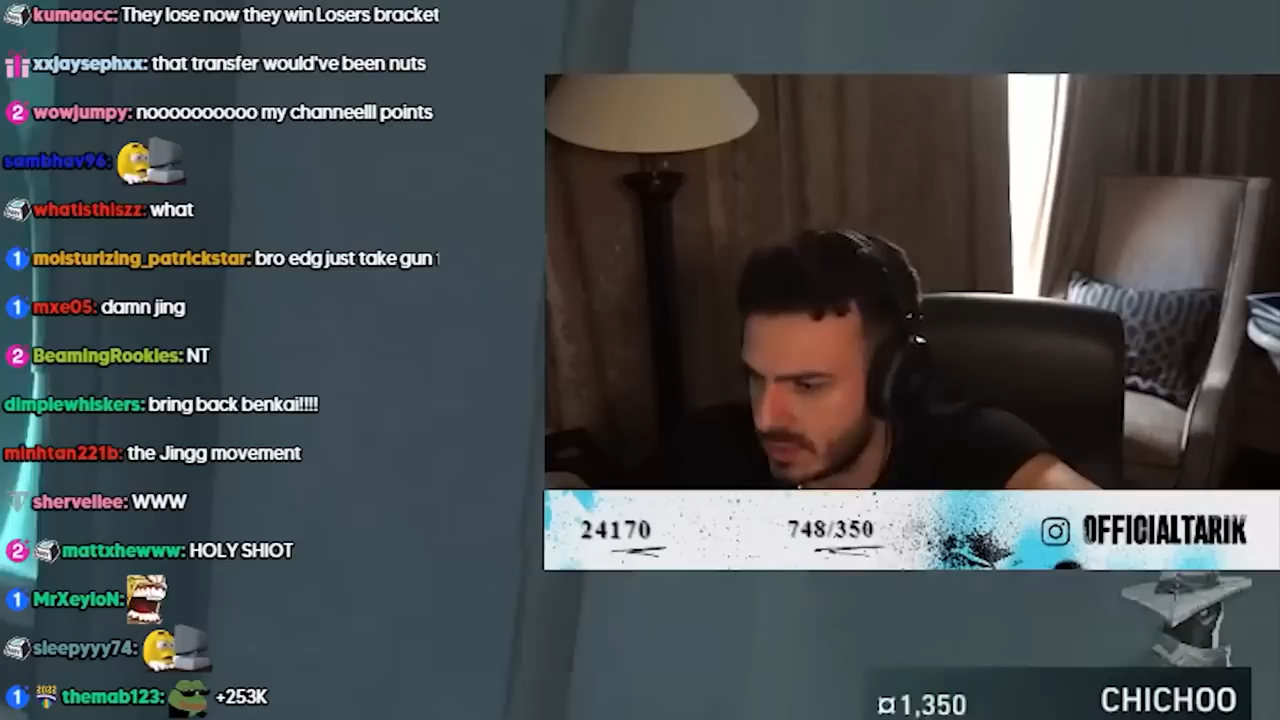 kumaacc: They lose now they win Losers bracket
xxjaysephxx: that transfer would've been nuts
2 wowjumpy: noooooooooo my channeelll points
sambhav96:
whatisthiszz: what
1 moisturizing_patrickstar: bro edg just take gun
1 mxe05: damn jing
2 BeamingRookies: NT
dimplewhiskers: bring back benkai!!!!
minhtan221b: the Jingg movement
shervellee: WWW
2 mattxhewww: HOLY SHIOT
1 MrXeyloN:
sleepyyy74:
1 2022 themab123: +253K
24170 748/350 OFFICIALTARIK
¤1,350 CHICHOO